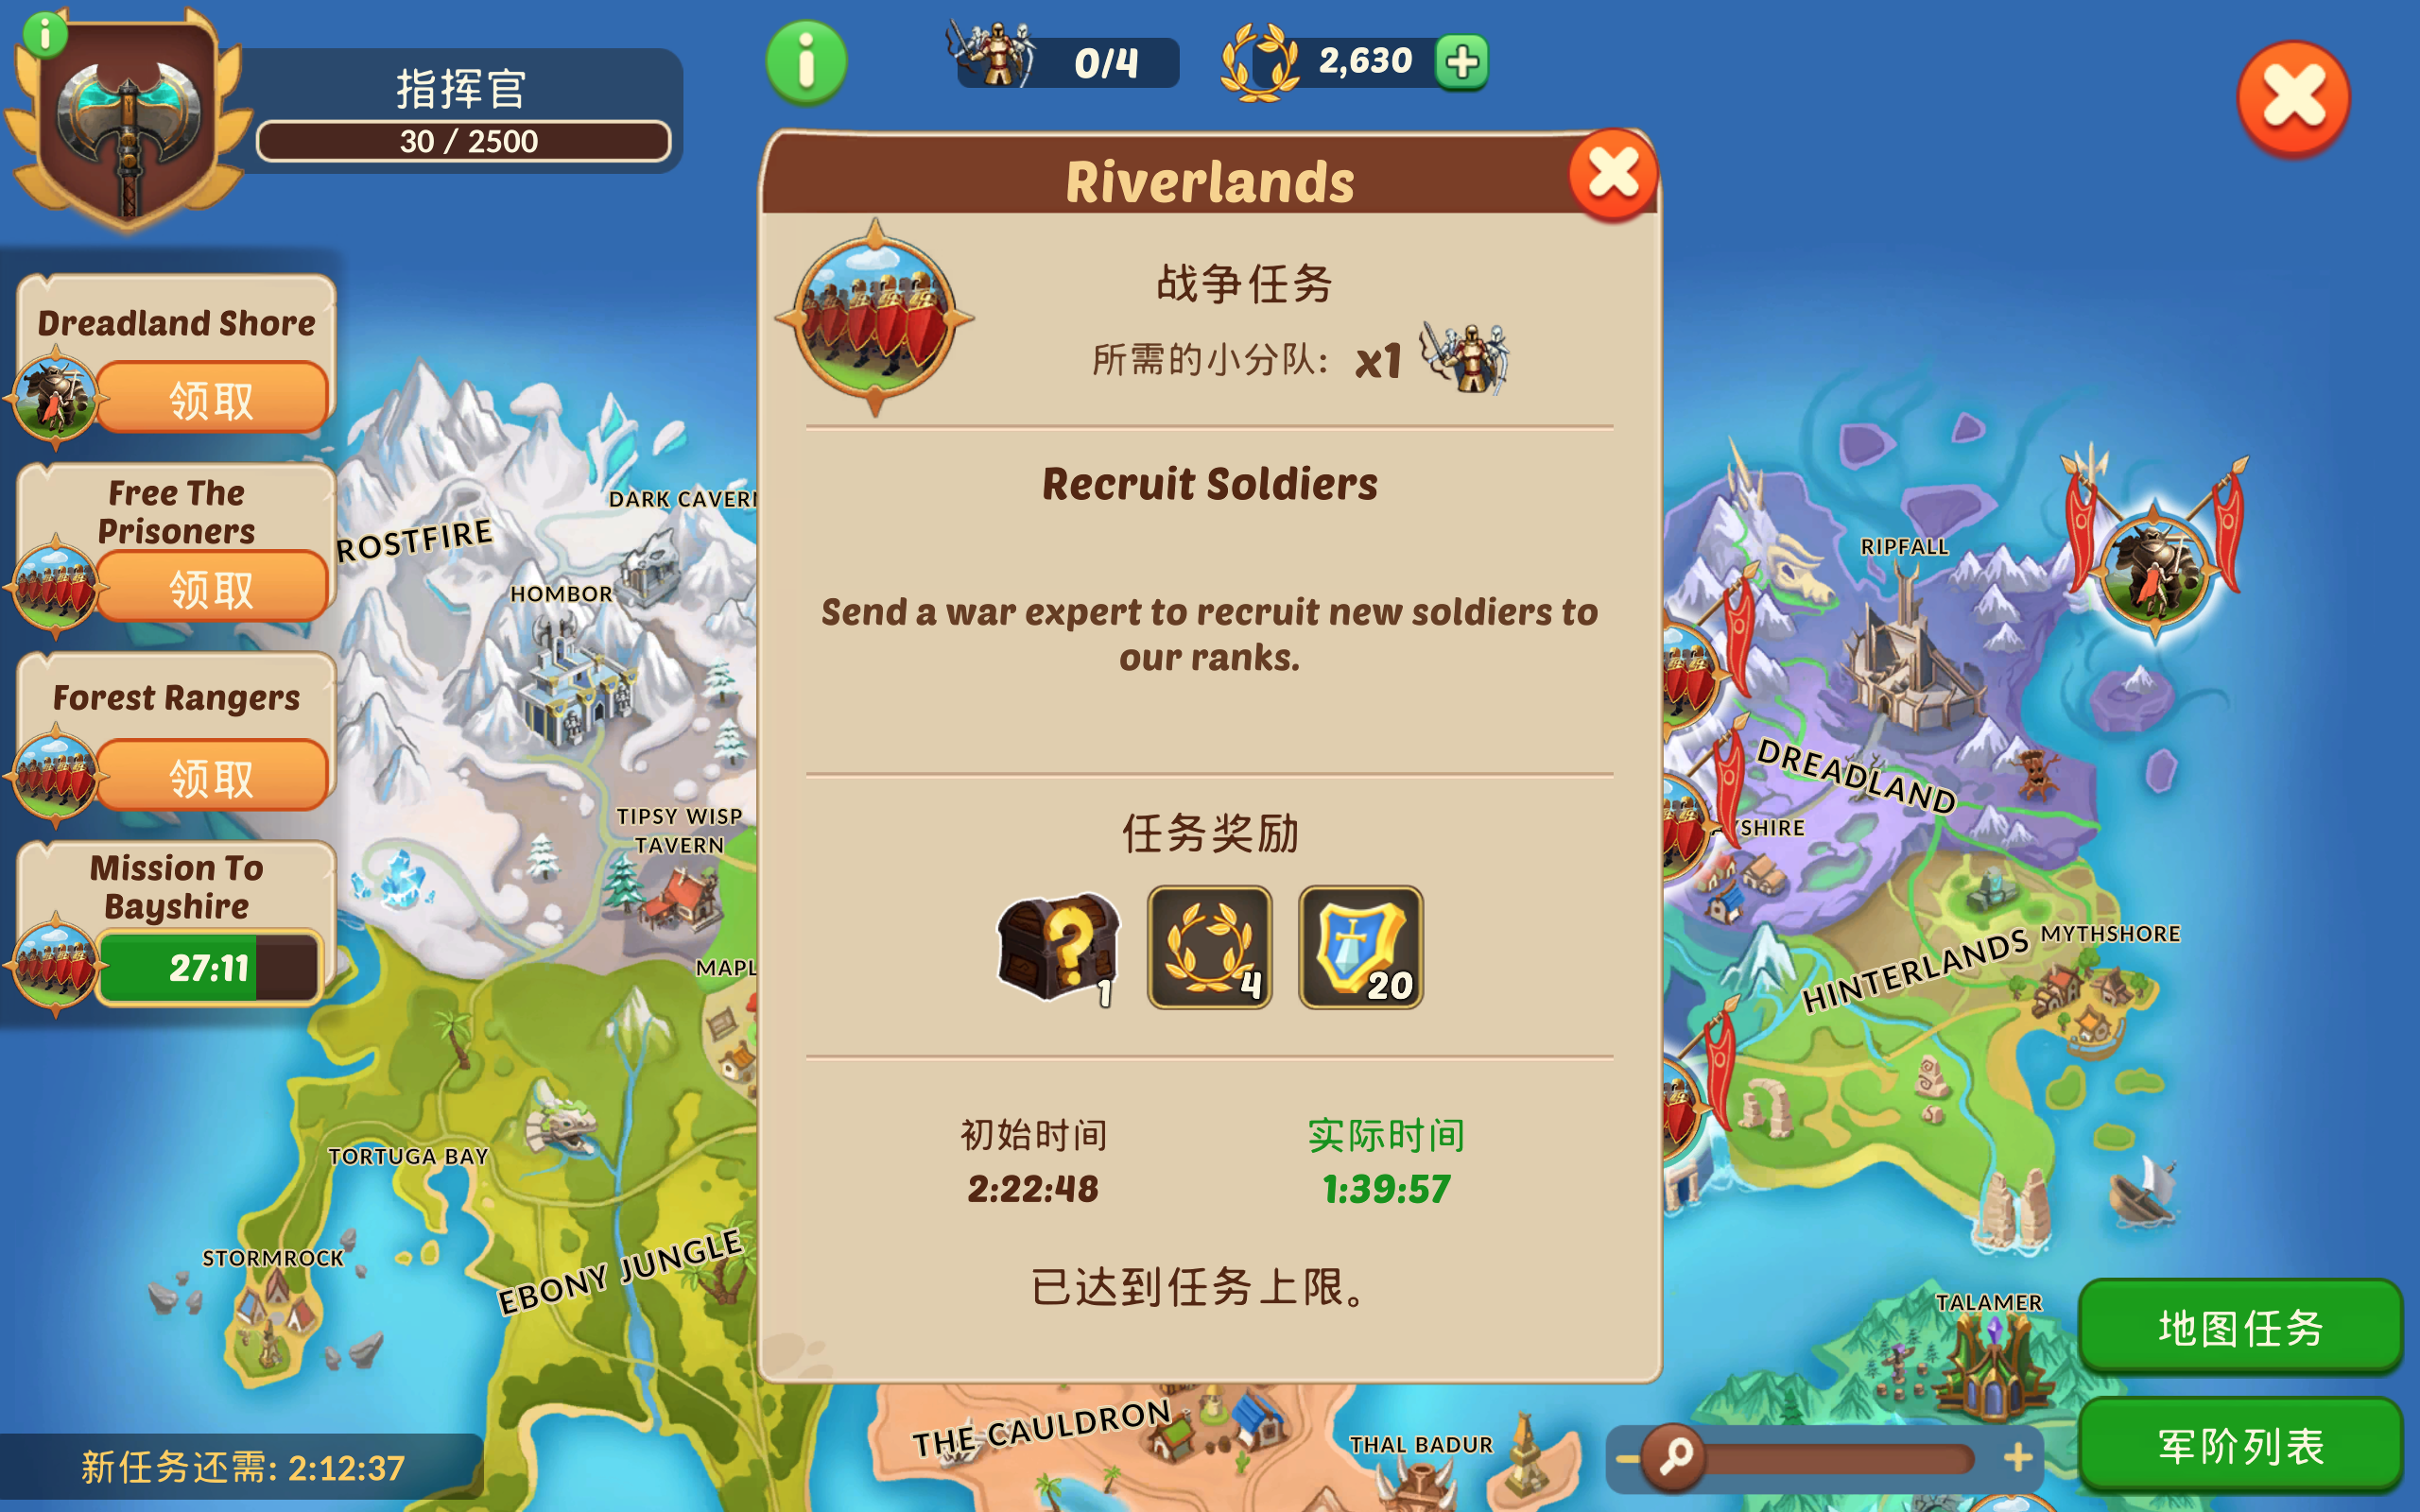 指挥官
30 / 2500
0/4
2,630
Riverlands
战争任务
所需的小分队: x1
Recruit Soldiers
Send a war expert to recruit new soldiers to
our ranks.
任务奖励
1
4
20
初始时间
实际时间
2:22:48
1:39:57
已达到任务上限。
Dreadland Shore
领取
Free The
Prisoners
领取
Forest Rangers
领取
Mission To
Bayshire
27:11
新任务还需: 2:12:37
ROSTFIRE
DARK CAVERN
HOMBOR
TIPSY WISP
TAVERN
MAPL
TORTUGA BAY
STORMROCK
EBONY JUNGLE
THE CAULDRON
THAL BADUR
RIPFALL
DREADLAND
YSHIRE
HINTERLANDS
MYTHSHORE
TALAMER
地图任务
军阶列表